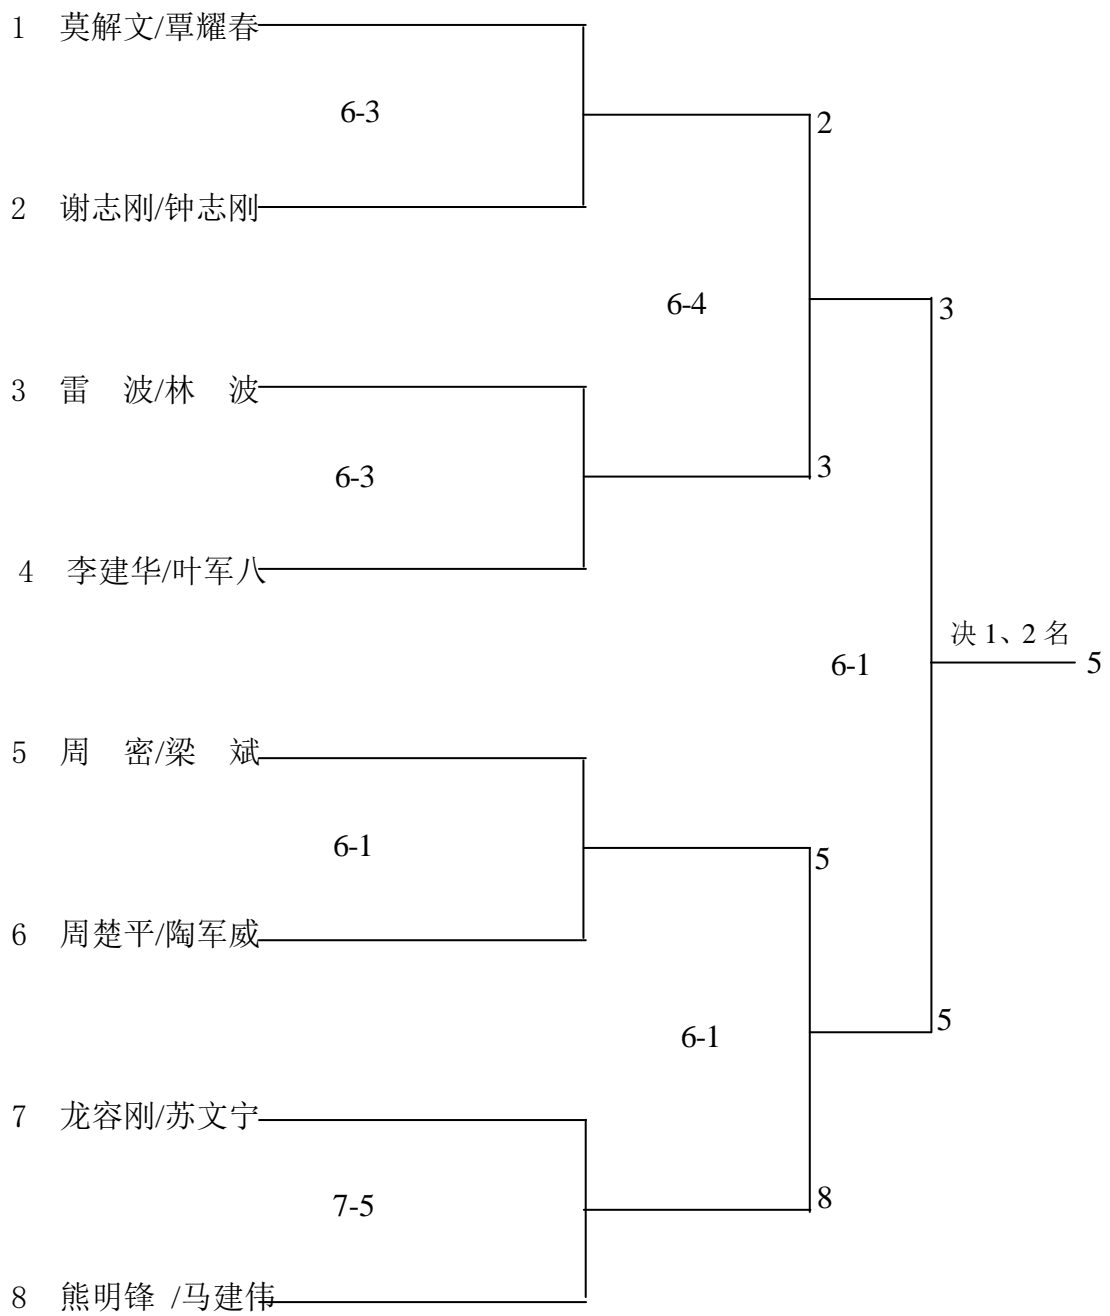 1 莫解文/覃耀春
6-3
2
2 谢志刚/钟志刚
6-4
3
3 雷 波/林 波
3
6-3
4 李建华/叶军八
决 1、2 名
6-1
5
5 周 密/梁 斌
6-1
5
6 周楚平/陶军威
5
6-1
7 龙容刚/苏文宁
8
7-5
8 熊明锋 /马建伟